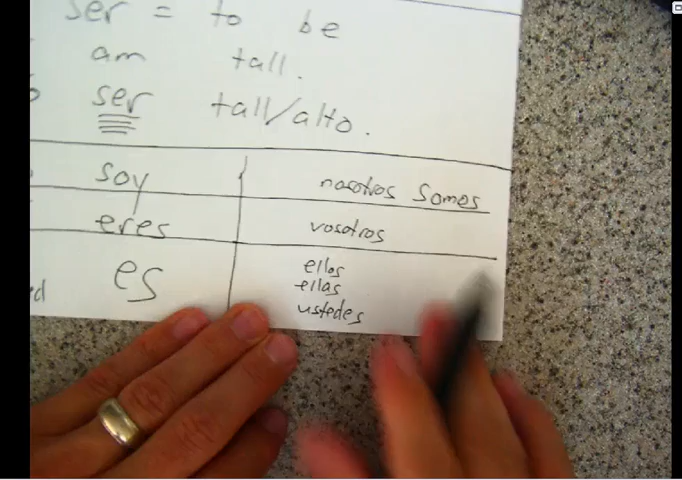 ser = to be
am tall.
ser tall/alto.
soy nosotros somos
eres vosotros
es ellos
ellas
ustedes